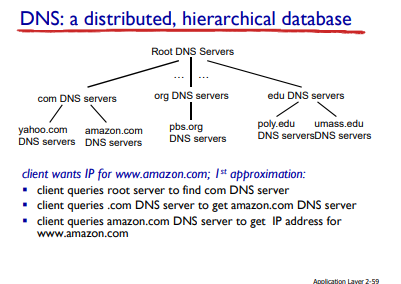 DNS: a distributed, hierarchical database
Root DNS Servers
… …
com DNS servers
org DNS servers
edu DNS servers
yahoo.com
DNS servers
amazon.com
DNS servers
pbs.org
DNS servers
poly.edu
DNS servers
umass.edu
DNS servers
client wants IP for www.amazon.com; 1st approximation:
▪ client queries root server to find com DNS server
▪ client queries .com DNS server to get amazon.com DNS server
▪ client queries amazon.com DNS server to get IP address for
www.amazon.com
Application Layer 2-59